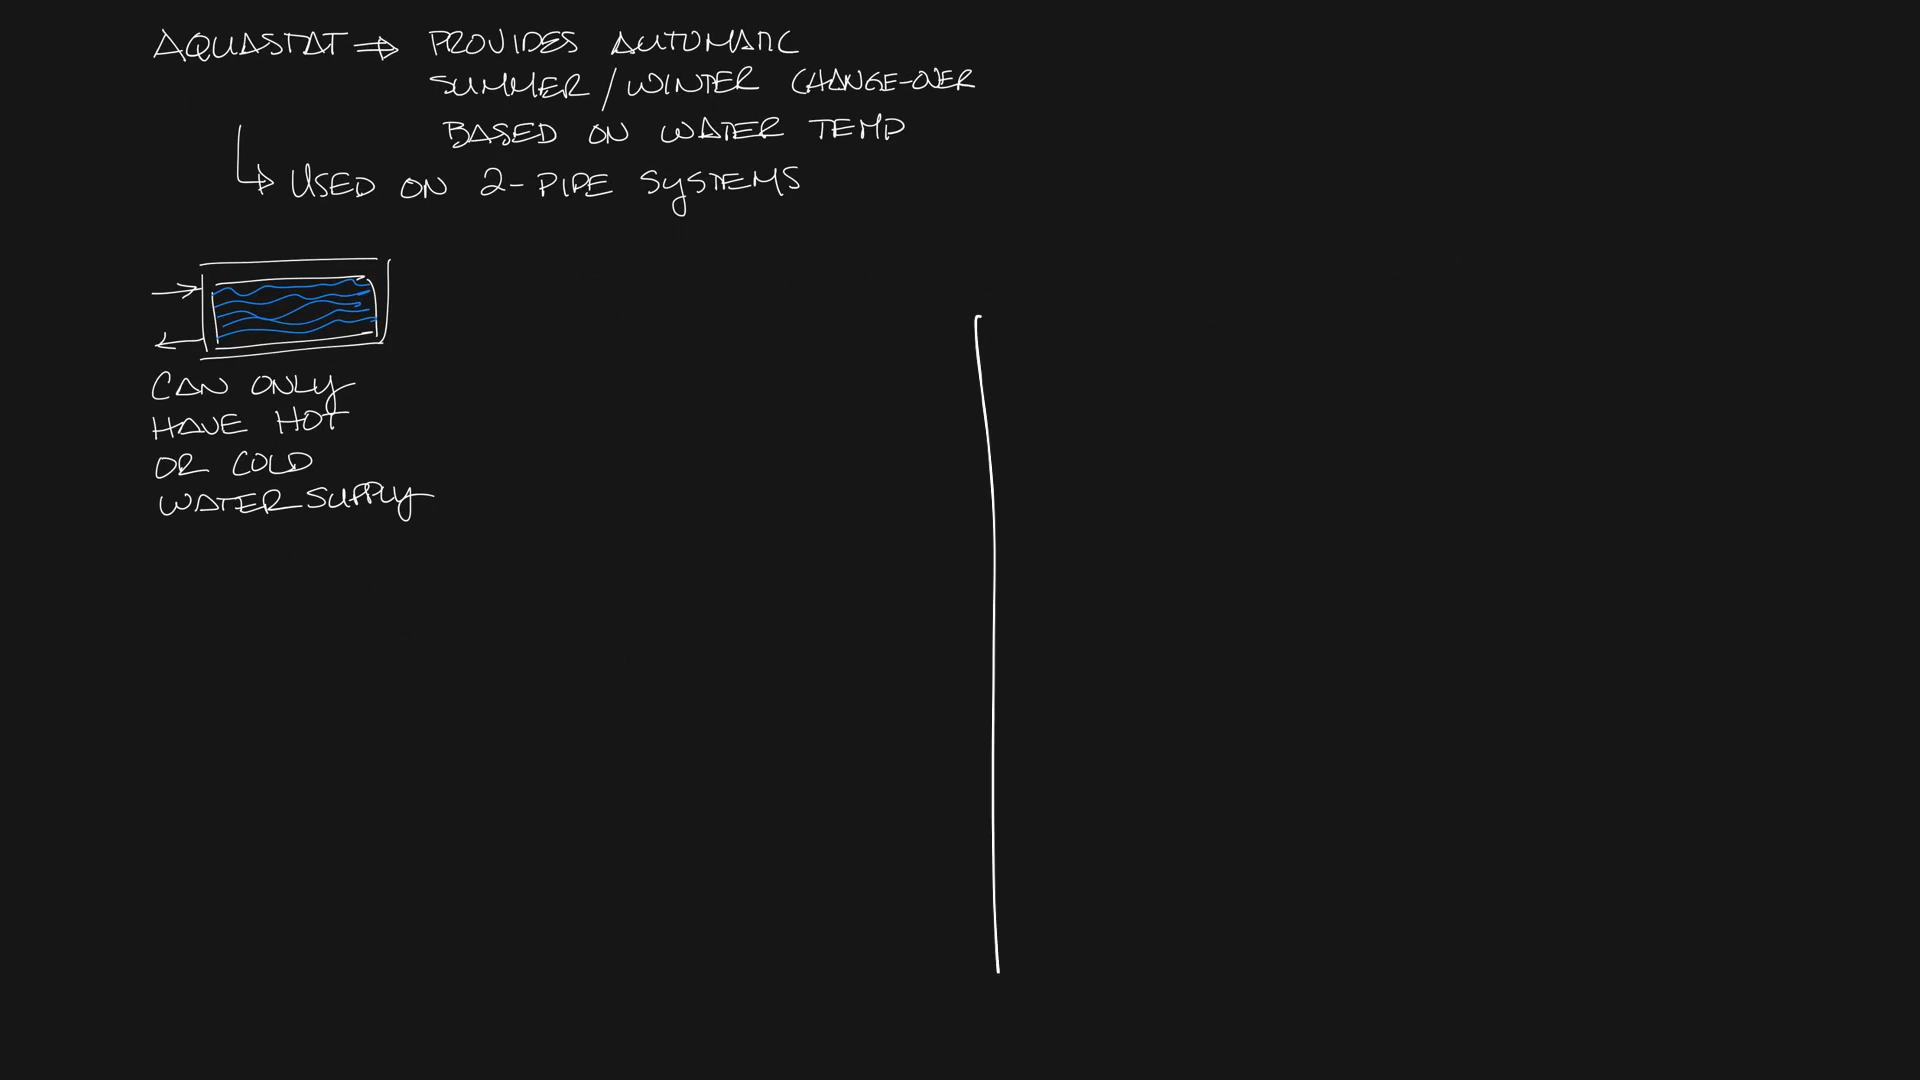 AQUASTAT ⇒ PROVIDES AUTOMATIC
SUMMER/WINTER CHANGE-OVER
BASED ON WATER TEMP
↳ USED ON 2-PIPE SYSTEMS
CAN ONLY
HAVE HOT
OR COLD
WATER SUPPLY